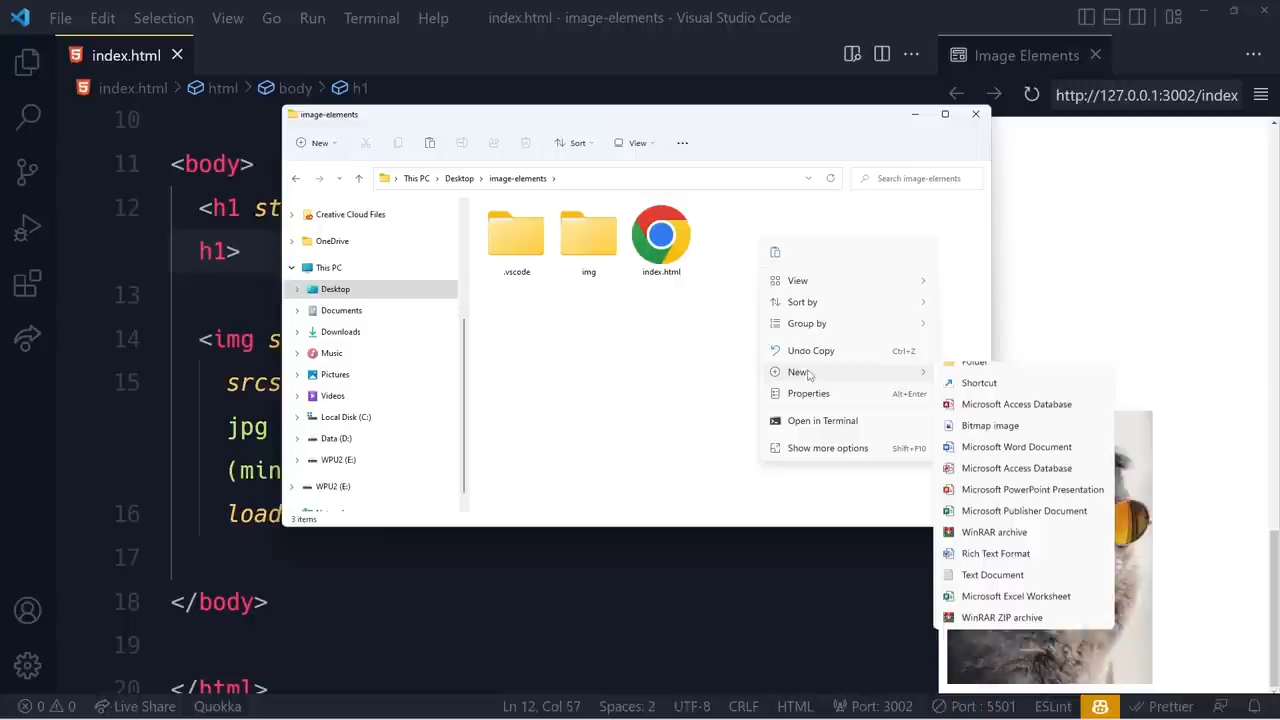 File Edit Selection View Go Run Terminal Help
index.html - image-elements - Visual Studio Code
index.html
Image Elements
index.html > html > body > h1
http://127.0.0.1:3002/index
10
11 <body>
12 <h1 st
h1>
13
14 <img s
15 srcs
jpg
(min
16 load
17
18 </body>
19
20 </html>
image-elements
New
Sort
View
This PC > Desktop > image-elements >
Search image-elements
Creative Cloud Files
OneDrive
This PC
Desktop
Documents
Downloads
Music
Pictures
Videos
Local Disk (C:)
Data (D:)
WPU2 (E:)
WPU2 (E:)
3 items
.vscode
img
index.html
View
Sort by
Group by
Undo Copy Ctrl+Z
New
Properties Alt+Enter
Open in Terminal
Show more options Shift+F10
Folder
Shortcut
Microsoft Access Database
Bitmap image
Microsoft Word Document
Microsoft Access Database
Microsoft PowerPoint Presentation
Microsoft Publisher Document
WinRAR archive
Rich Text Format
Text Document
Microsoft Excel Worksheet
WinRAR ZIP archive
0 0 Live Share Quokka Ln 12, Col 57 Spaces: 2 UTF-8 CRLF HTML Port: 3002 Port : 5501 ESLint Prettier